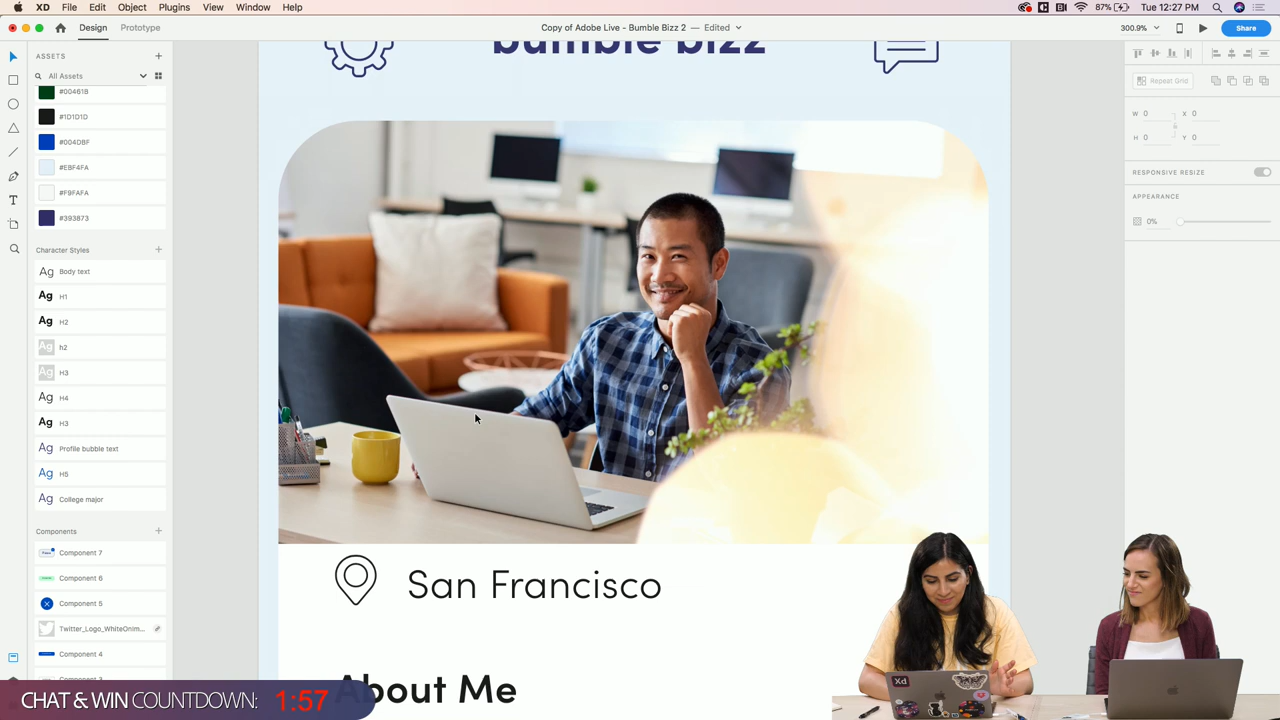 XD File Edit Object Plugins View Window Help
87% Tue 12:27 PM
Design Prototype
Copy of Adobe Live - Bumble Bizz 2 – Edited
300.9%
Share
ASSETS
All Assets
#00461B
#1D1D1D
#004DBF
#EBF4FA
#F9FAFA
#393873
Character Styles
Ag Body text
Ag H1
Ag H2
Ag h2
Ag H3
Ag H4
Ag H3
Ag Profile bubble text
Ag H5
Ag College major
Components
Component 7
Component 6
Component 5
Twitter_Logo_WhiteOnIm...
Component 4
bumble bizz
San Francisco
About Me
Repeat Grid
W 0 X 0
H 0 Y 0
RESPONSIVE RESIZE
APPEARANCE
0%
Xd
CHAT & WIN COUNTDOWN: 1:57